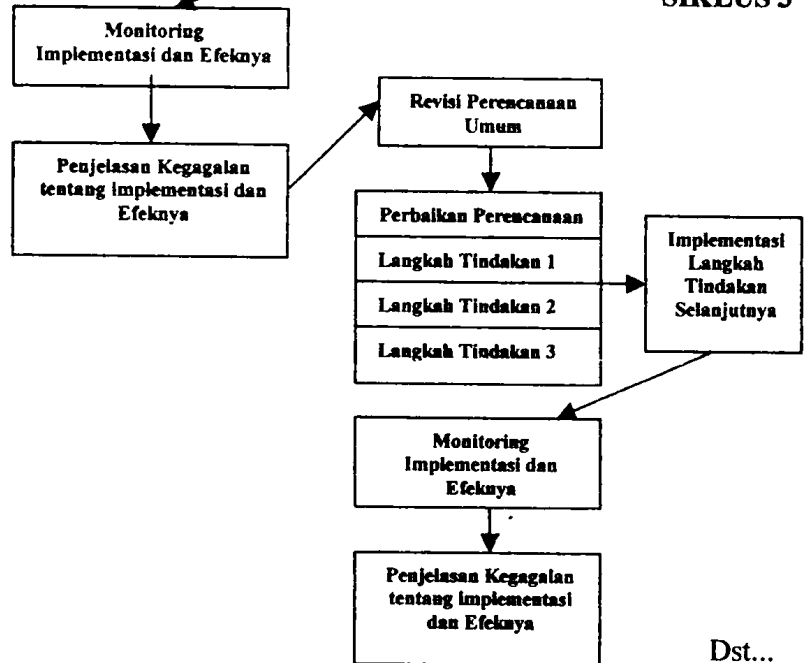 SIKLUS 3
Monitoring
Implementasi dan Efeknya
Penjelasan Kegagalan
tentang implementasi dan
Efeknya
Revisi Perencanaan
Umum
Perbaikan Perencanaan
Langkah Tindakan 1
Langkah Tindakan 2
Langkah Tindakan 3
Implementasi
Langkah
Tindakan
Selanjutnya
Monitoring
Implementasi dan
Efeknya
Penjelasan Kegagalan
tentang implementasi
dan Efeknya
Dst...